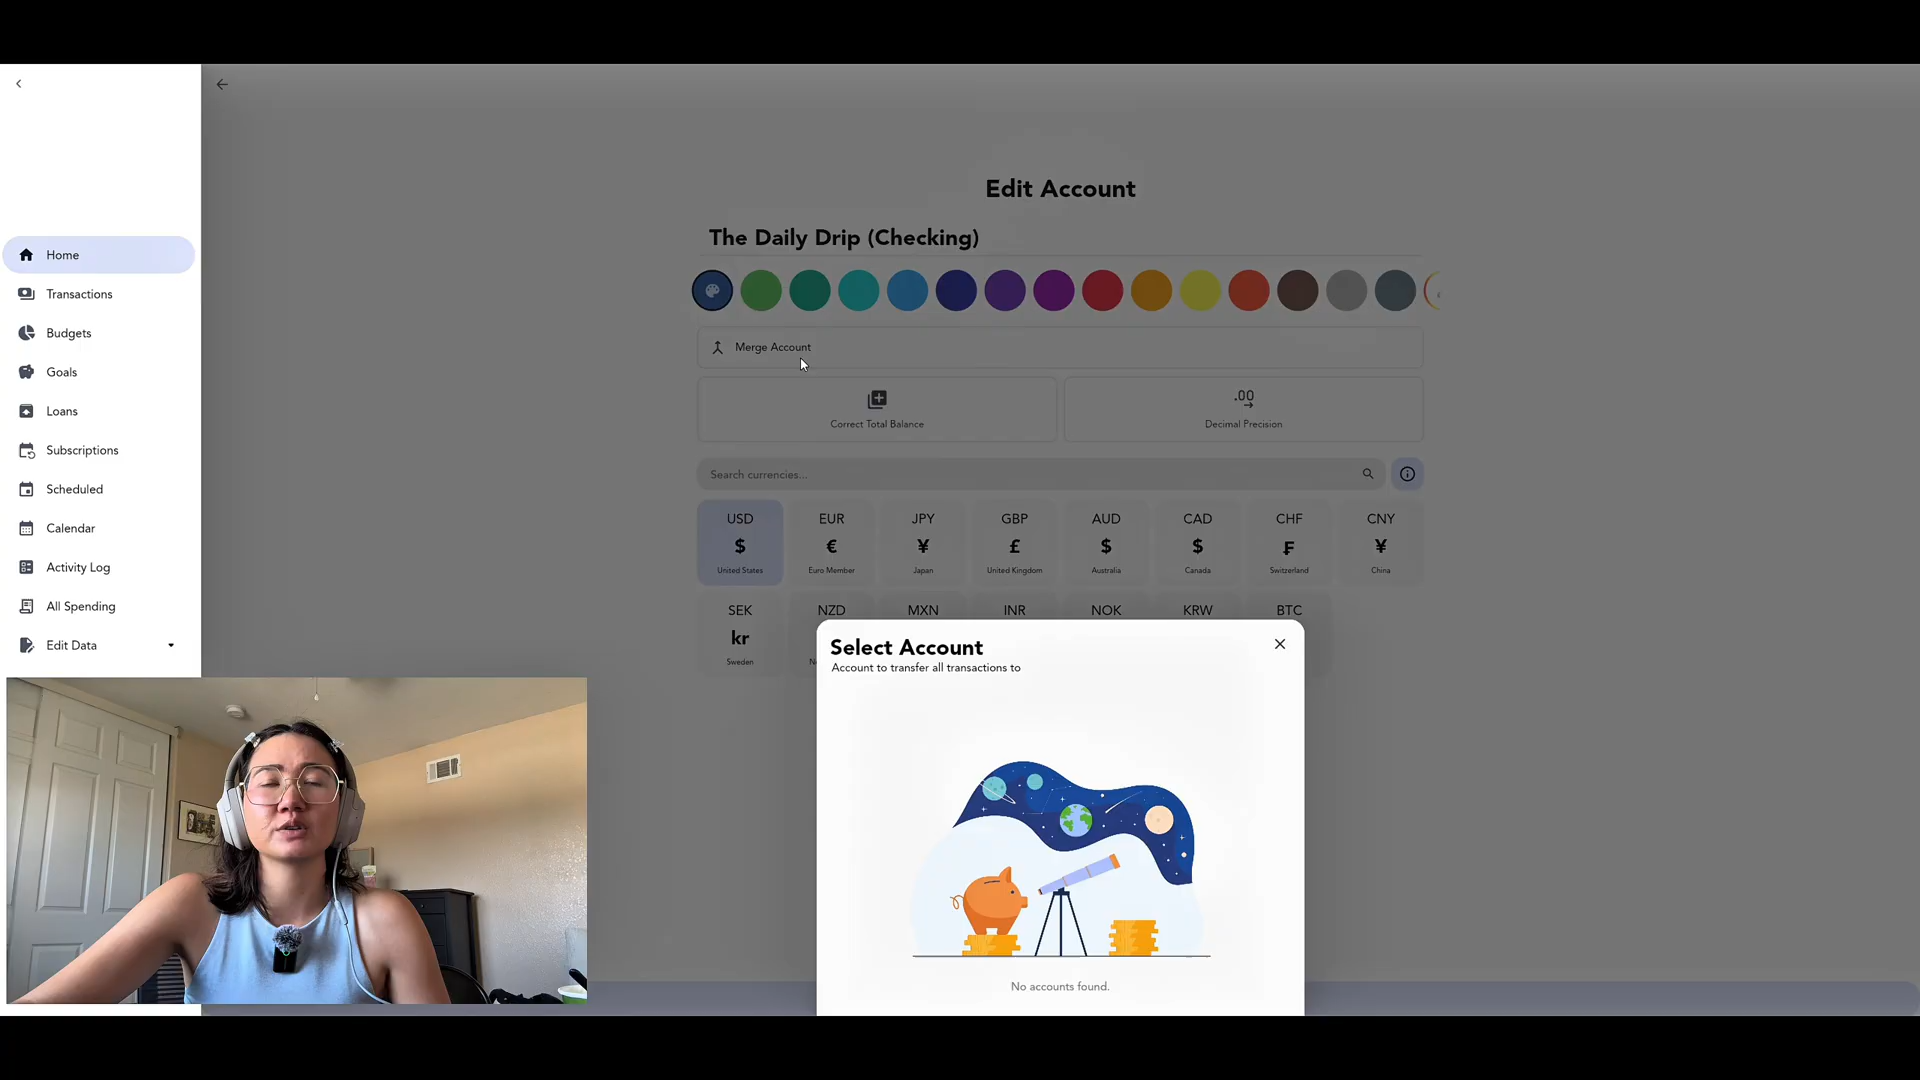 Edit Account
The Daily Drip (Checking)
Home
Transactions
Budgets
Goals
Loans
Subscriptions
Scheduled
Calendar
Activity Log
All Spending
Edit Data
Merge Account
.00
Correct Total Balance
Decimal Precision
Search currencies...
USD EUR JPY GBP AUD CAD CHF CNY
$ € ¥ £ $ $ ₣ ¥
United States Euro Member Japan United Kingdom Australia Canada Switzerland China
SEK NZD MXN INR NOK KRW BTC
kr
Sweden
Select Account
Account to transfer all transactions to
No accounts found.